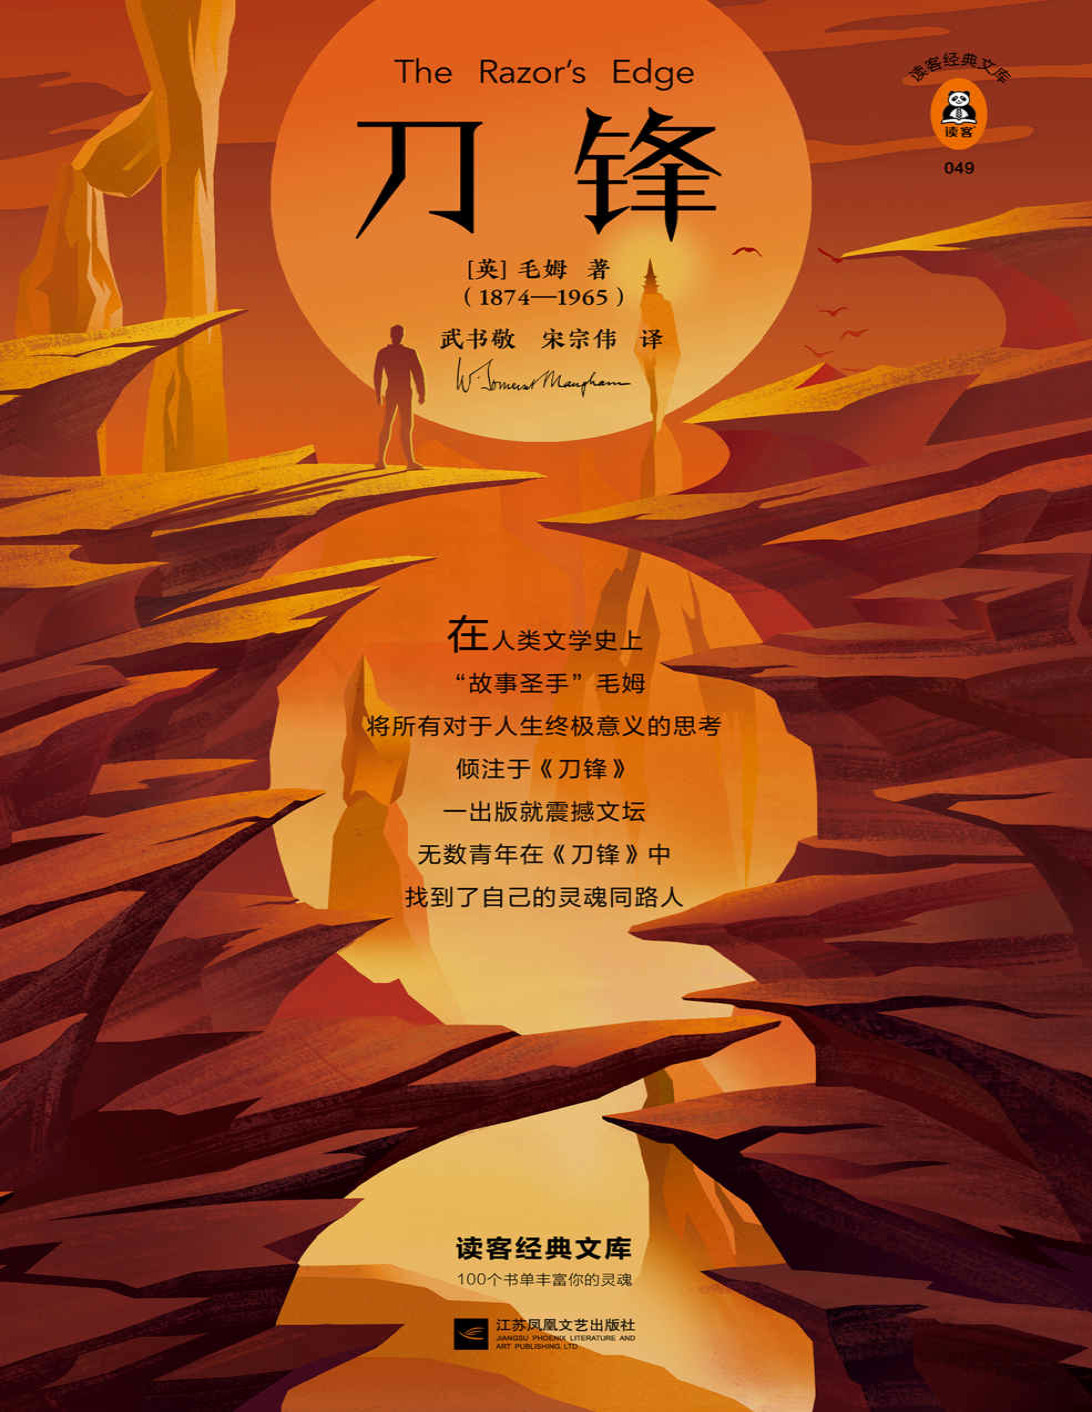 The Razor's Edge
刀锋
读客经典文库
读客
049
[英] 毛姆 著
(1874—1965)
武书敬 宋宗伟 译
W. Somerset Maugham
在人类文学史上
“故事圣手”毛姆
将所有对于人生终极意义的思考
倾注于《刀锋》
一出版就震撼文坛
无数青年在《刀锋》中
找到了自己的灵魂同路人
读客经典文库
100个书单丰富你的灵魂
江苏凤凰文艺出版社
JIANGSU PHOENIX LITERATURE AND
ART PUBLISHING, LTD